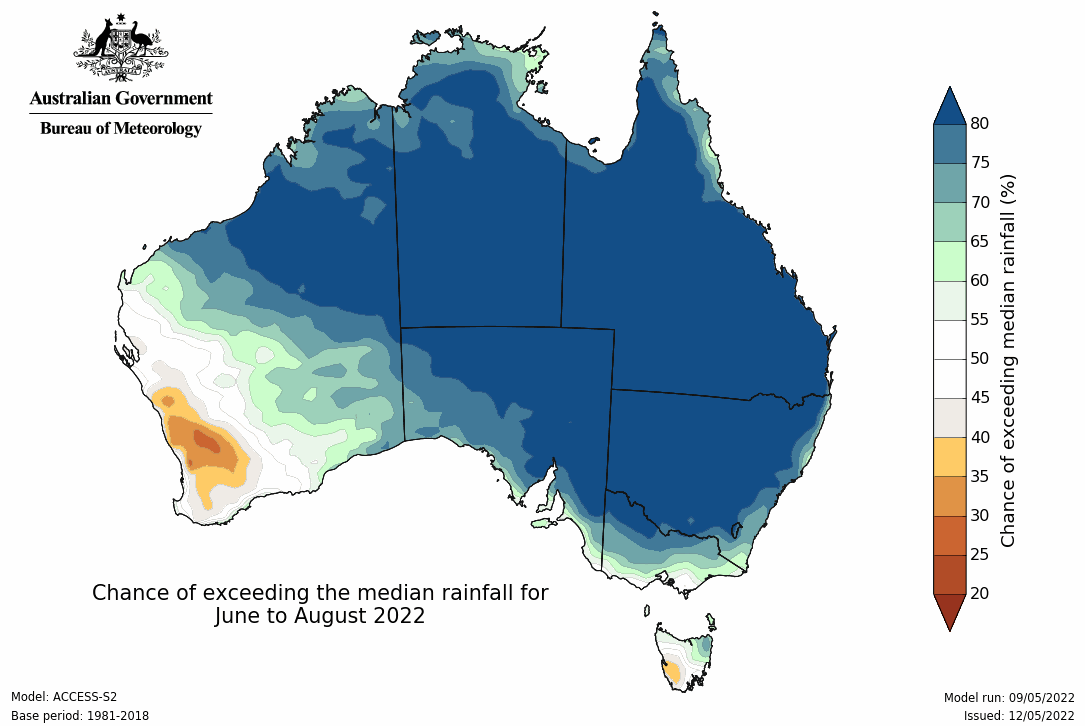 Australian Government
Bureau of Meteorology
80
75
70
65
60
55
50
45
40
35
30
25
20
Chance of exceeding median rainfall (%)
Chance of exceeding the median rainfall for
June to August 2022
Model: ACCESS-S2
Base period: 1981-2018
Model run: 09/05/2022
Issued: 12/05/2022